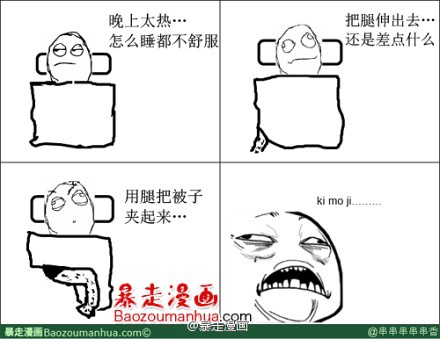 晚上太热…
怎么睡都不舒服
把腿伸出去…
还是差点什么
用腿把被子
夹起来…
ki mo ji.........
暴走漫画
Baozoumanhua.com
@暴走漫画
暴走漫画 Baozoumanhua.com©
@串串串串串香